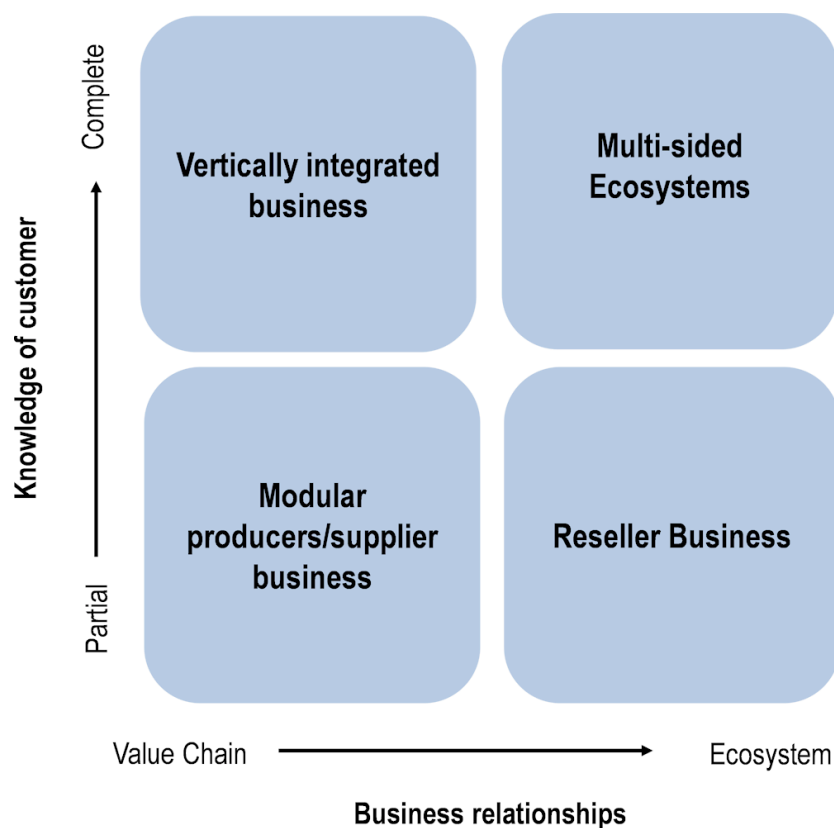 Complete
Knowledge of customer
Partial
Vertically integrated
business
Multi-sided
Ecosystems
Modular
producers/supplier
business
Reseller Business
Value Chain
Ecosystem
Business relationships